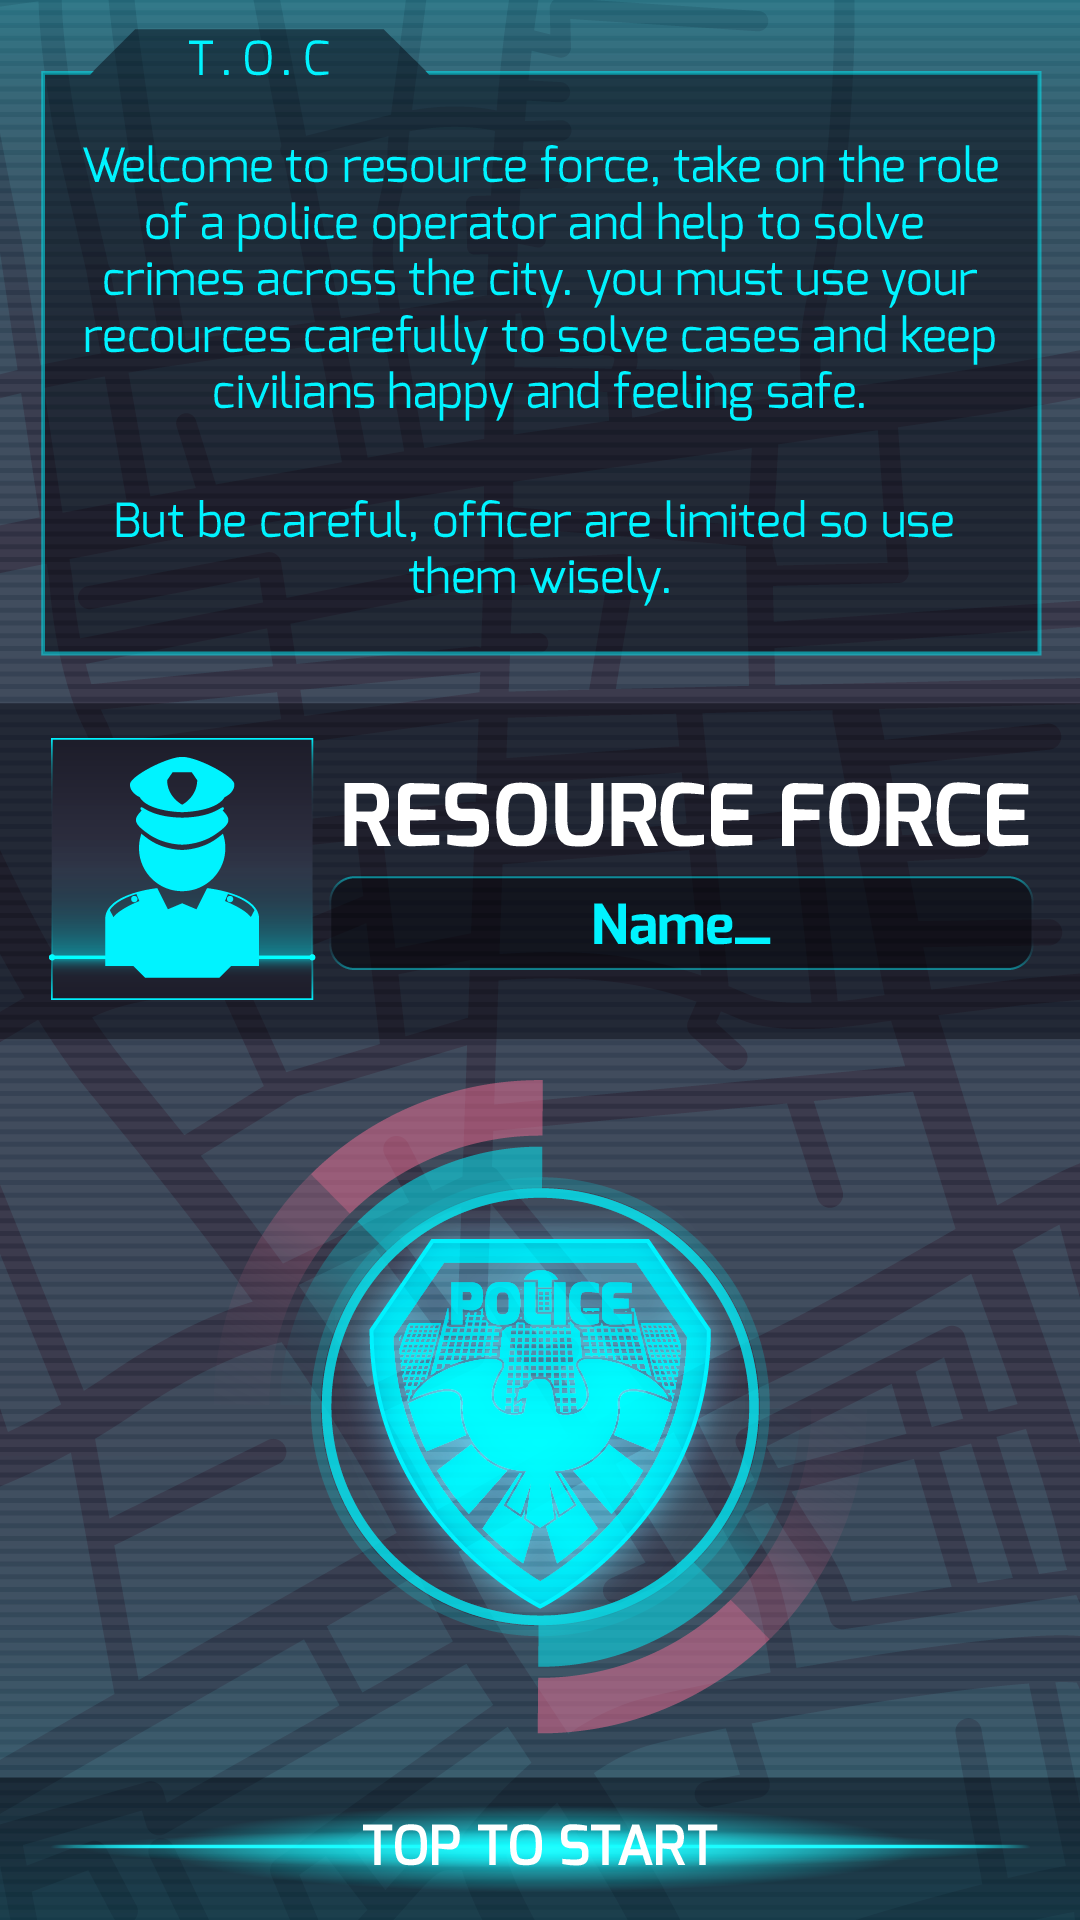 T.O.C
Welcome to resource force, take on the role
of a police operator and help to solve
crimes across the city. you must use your
recources carefully to solve cases and keep
civilians happy and feeling safe.
But be careful, officer are limited so use
them wisely.
RESOURCE FORCE
Name_
POLICE
TOP TO START